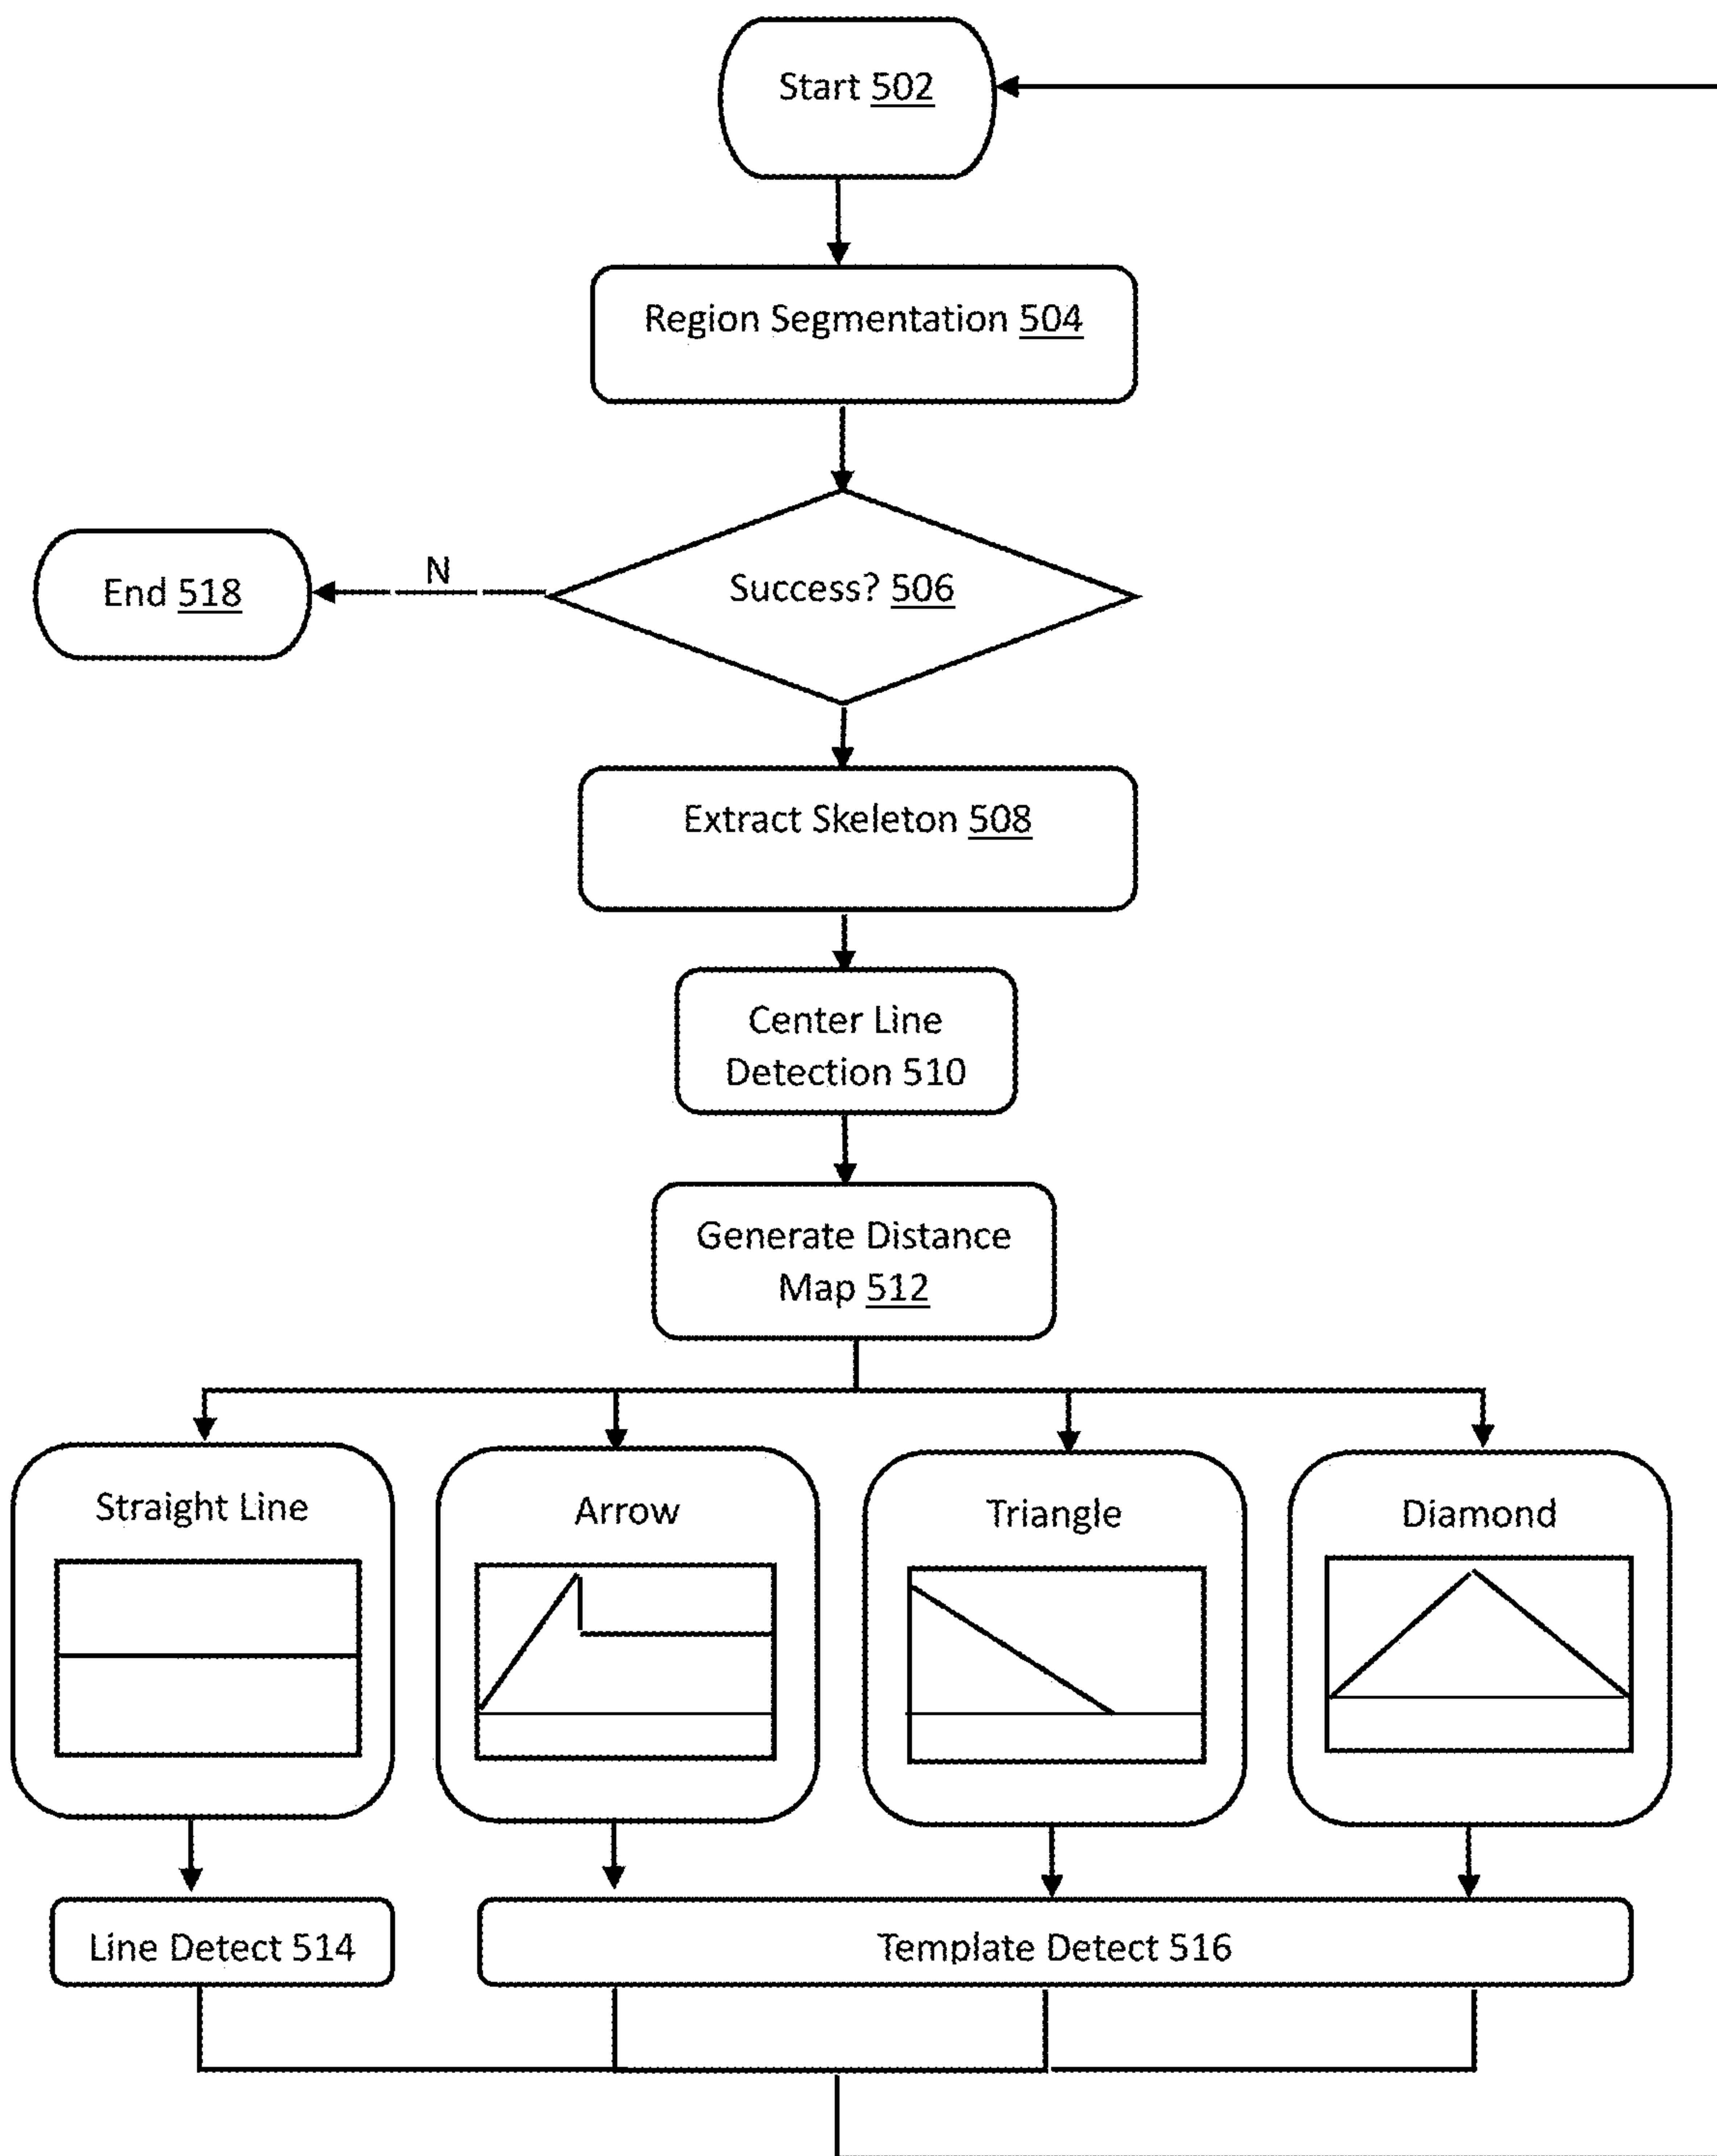 Start 502
Region Segmentation 504
N
End 518
Success? 506
Extract Skeleton 508
Center Line
Detection 510
Generate Distance
Map 512
Straight Line
Arrow
Triangle
Diamond
Line Detect 514
Template Detect 516